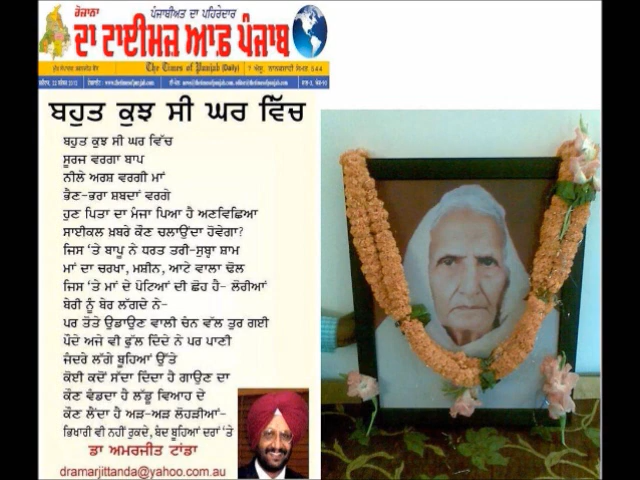 ਰੋਜ਼ਾਨਾ
ਪੰਜਾਬੀਅਤ ਦਾ ਪਹਿਰੇਦਾਰ
ਦਾ ਟਾਈਮਜ਼ ਆਫ਼ ਪੰਜਾਬ
The Times of Punjab (Daily)
ਬਹੁਤ ਕੁਝ ਸੀ ਘਰ ਵਿੱਚ
ਬਹੁਤ ਕੁਝ ਸੀ ਘਰ ਵਿੱਚ
ਸੂਰਜ ਵਰਗਾ ਬਾਪ
ਨੀਲੇ ਅਰਸ਼ ਵਰਗੀ ਮਾਂ
ਭੈਣ-ਭਰਾ ਸ਼ਬਦਾਂ ਵਰਗੇ
ਹੁਣ ਪਿਤਾ ਦਾ ਮੰਜਾ ਪਿਆ ਹੈ ਅਣਵਿਛਿਆ
ਸਾਈਕਲ ਖ਼ਬਰੇ ਕੌਣ ਚਲਾਉਂਦਾ ਹੋਵੇਗਾ?
ਜਿਸ 'ਤੇ ਬਾਪੂ ਨੇ ਧਰਤ ਤਰੀ-ਸੁਬ੍ਹਾ ਸ਼ਾਮ
ਮਾਂ ਦਾ ਚਰਖਾ, ਮਸ਼ੀਨ, ਆਟੇ ਵਾਲਾ ਢੋਲ
ਜਿਸ 'ਤੇ ਮਾਂ ਦੇ ਪੋਟਿਆਂ ਦੀ ਛੋਹ ਹੈ- ਲੋਰੀਆਂ
ਬੇਰੀ ਨੂੰ ਬੇਰ ਲੱਗਦੇ ਨੇ-
ਪਰ ਤੋਤੇ ਉਡਾਉਣ ਵਾਲੀ ਚੰਨ ਵੱਲ ਤੁਰ ਗਈ
ਪੌਦੇ ਅਜੇ ਵੀ ਫੁੱਲ ਦਿੰਦੇ ਨੇ ਪਰ ਪਾਣੀ
ਜੰਦਰੇ ਲੱਗੇ ਬੂਹਿਆਂ ਉੱਤੇ
ਕੋਈ ਕਦੋਂ ਸੱਦਾ ਦਿੰਦਾ ਹੈ ਗਾਉਣ ਦਾ
ਕੌਣ ਵੰਡਦਾ ਹੈ ਲੱਡੂ ਵਿਆਹ ਦੇ
ਕੌਣ ਲੈਂਦਾ ਹੈ ਅੜ-ਅੜ ਲੋਹੜੀਆਂ-
ਭਿਖਾਰੀ ਵੀ ਨਹੀਂ ਰੁਕਦੇ, ਬੰਦ ਬੂਹਿਆਂ ਦਰਾਂ 'ਤੇ
ਡਾ ਅਮਰਜੀਤ ਟਾਂਡਾ
dramarjittanda@yahoo.com.au